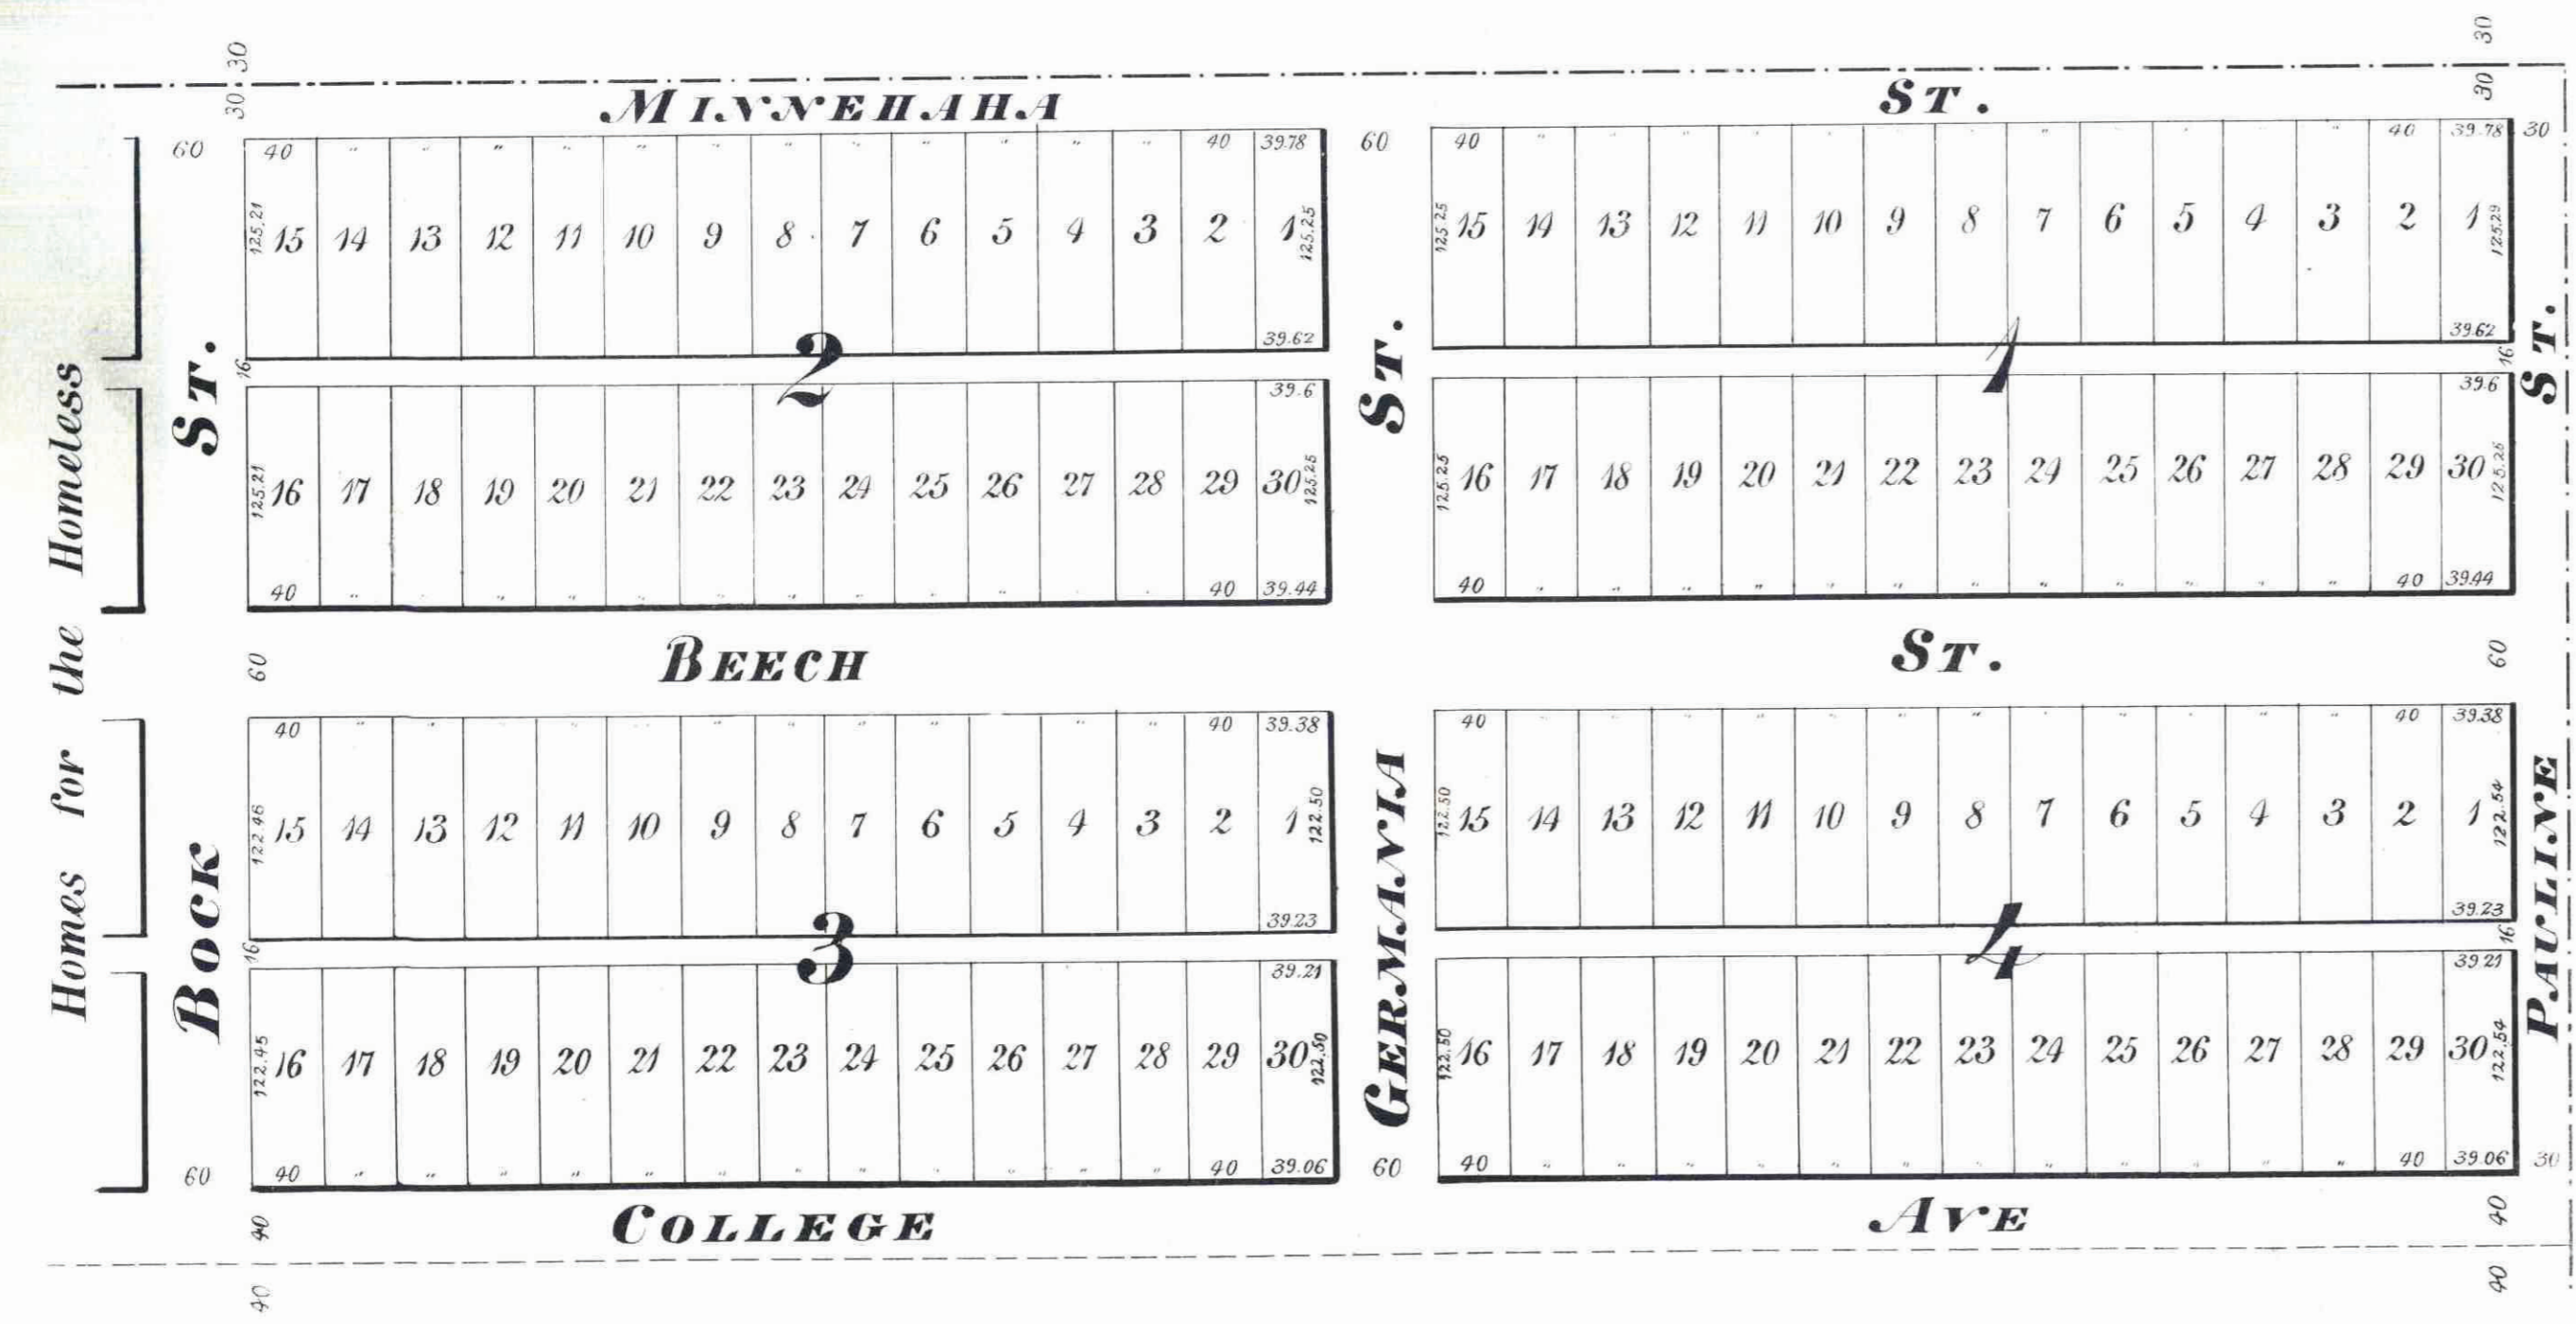 30 30
30 30
MINNEHAHA ST.
60 40 " " " " " " " " " " " " 40 39.78 60 40 " " " " " " " " " " " " 40 39.78 30
125.21 15 14 13 12 11 10 9 8 7 6 5 4 3 2 1 125.25 125.25 15 14 13 12 11 10 9 8 7 6 5 4 3 2 1 125.29
39.62 39.62
16 2 1 16
39.6 39.6
125.21 16 17 18 19 20 21 22 23 24 25 26 27 28 29 30 125.25 125.25 16 17 18 19 20 21 22 23 24 25 26 27 28 29 30
40 " " " " " " " " " " " " 40 39.44 40 " " " " " " " " " " " " 40 39.44
60 BEECH ST. 60
40 " " " " " " " " " " " " 40 39.38 40 " " " " " " " " " " " " 40 39.38
122.46 15 14 13 12 11 10 9 8 7 6 5 4 3 2 1 122.50 122.50 15 14 13 12 11 10 9 8 7 6 5 4 3 2 1 122.54
39.23 39.23
16 3 4 16
39.21 39.21
122.45 16 17 18 19 20 21 22 23 24 25 26 27 28 29 30 122.50 122.50 16 17 18 19 20 21 22 23 24 25 26 27 28 29 30 122.54
60 40 " " " " " " " " " " " " 40 39.06 60 40 " " " " " " " " " " " " 40 39.06 30
40 COLLEGE AVE 40
40 40
Homes for the Homeless
BOCK ST.
GERMANIA ST.
PAULINE ST.